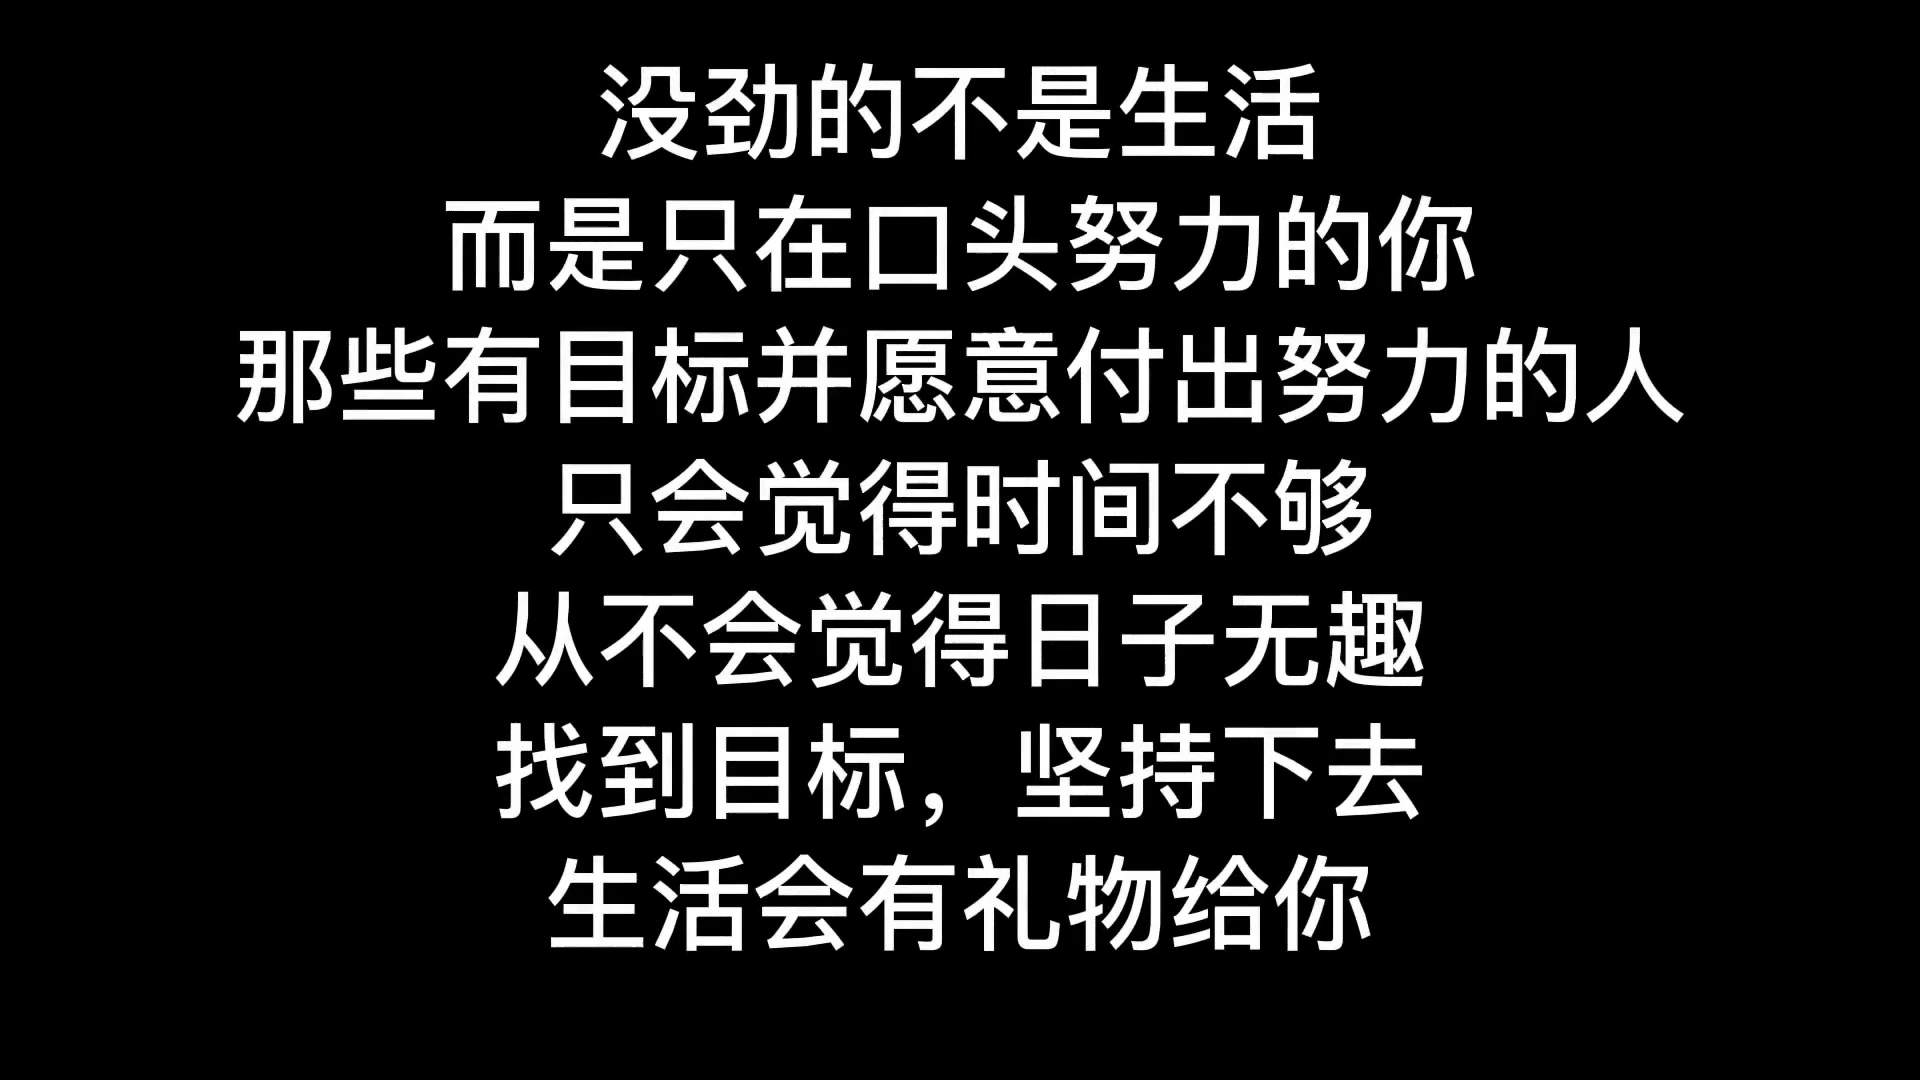 没劲的不是生活
而是只在口头努力的你
那些有目标并愿意付出努力的人
只会觉得时间不够
从不会觉得日子无趣
找到目标，坚持下去
生活会有礼物给你